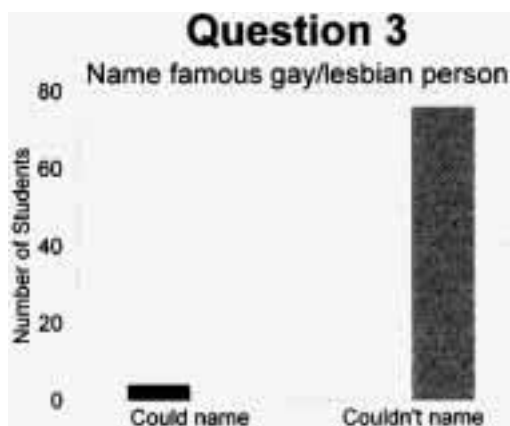 Question 3
Name famous gay/lesbian person
80
60
40
20
0
Number of Students
Could name
Couldn't name